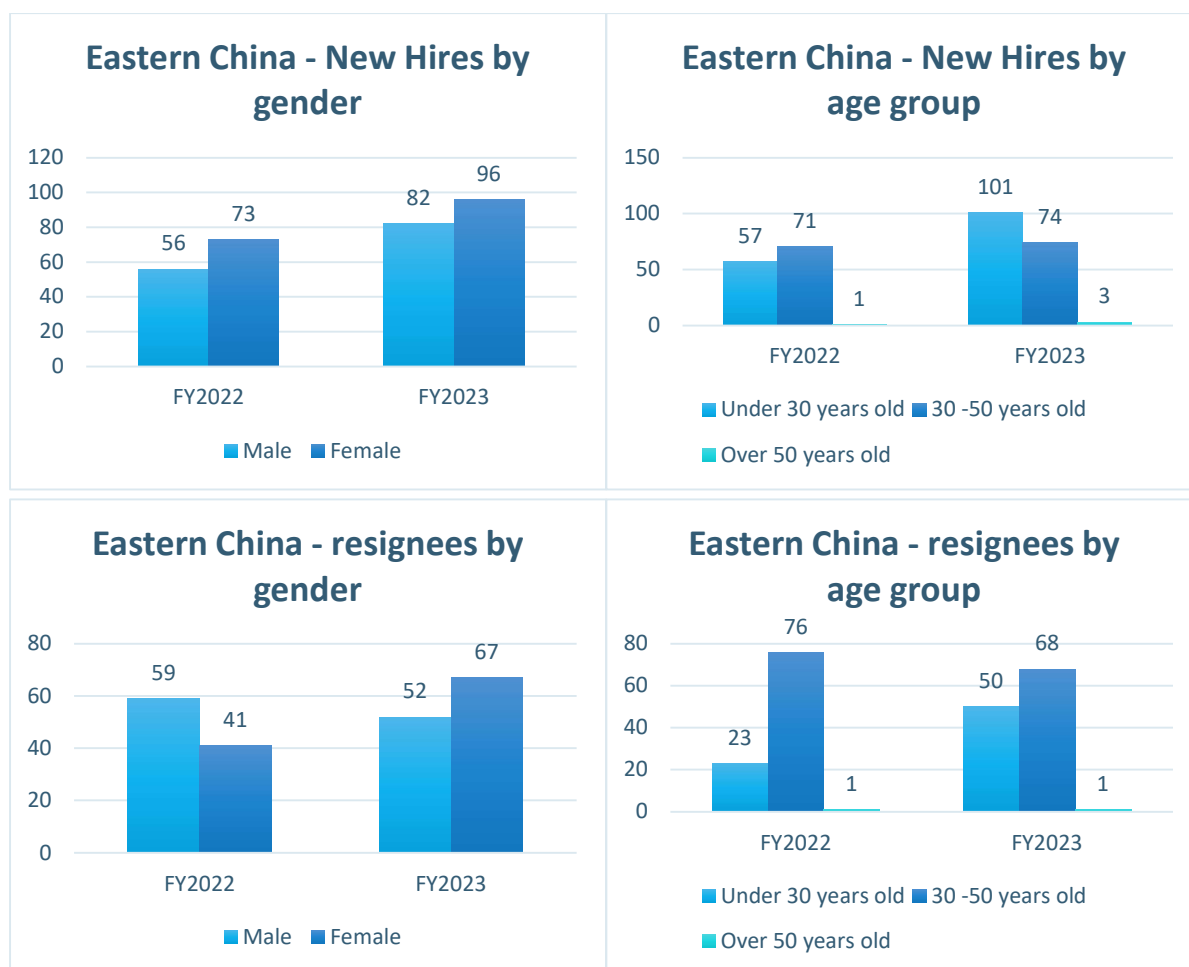 Eastern China - New Hires by
gender
120
100
80
60
40
20
0
56
73
82
96
FY2022
FY2023
Male
Female
Eastern China - New Hires by
age group
150
100
50
0
57
71
1
101
74
3
FY2022
FY2023
Under 30 years old
30 -50 years old
Over 50 years old
Eastern China - resignees by
gender
80
60
40
20
0
59
41
52
67
FY2022
FY2023
Male
Female
Eastern China - resignees by
age group
80
60
40
20
0
23
76
1
50
68
1
FY2022
FY2023
Under 30 years old
30 -50 years old
Over 50 years old